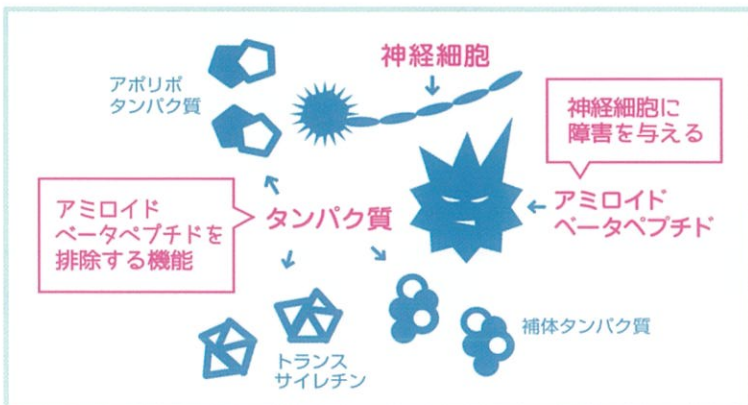 アポリポ
タンパク質
神経細胞
神経細胞に
障害を与える
アミロイド
ベータペプチドを
排除する機能
タンパク質
アミロイド
ベータペプチド
トランス
サイレチン
補体タンパク質